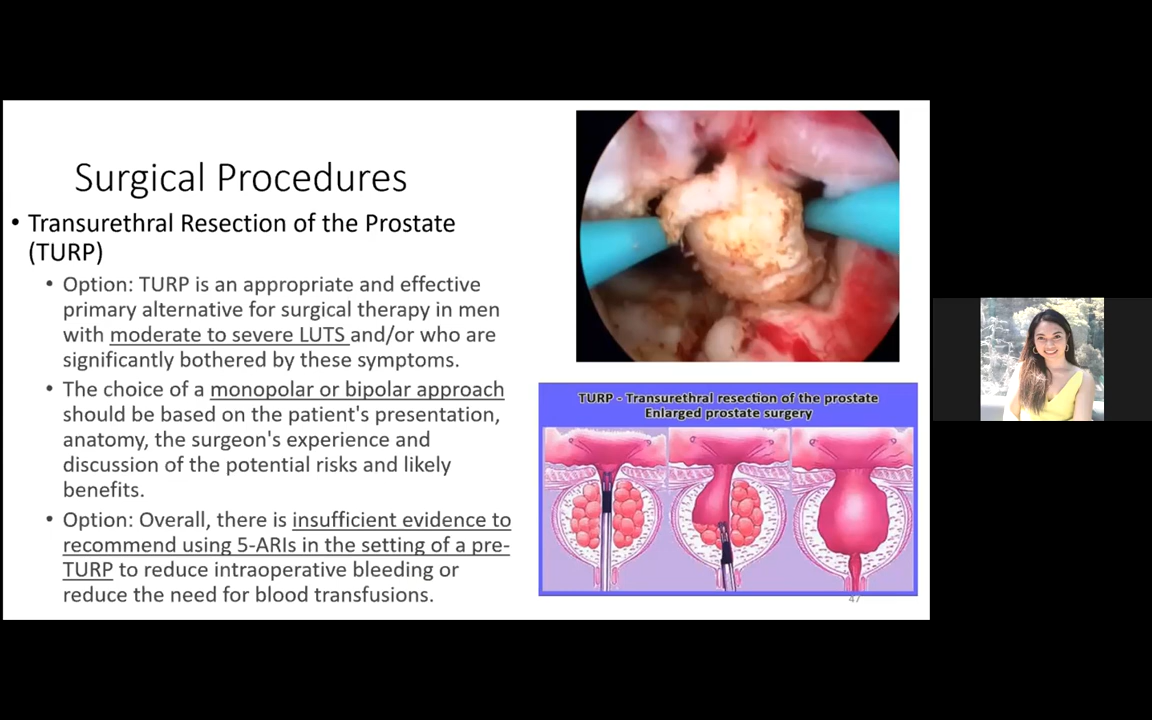 Surgical Procedures
• Transurethral Resection of the Prostate
(TURP)
• Option: TURP is an appropriate and effective
primary alternative for surgical therapy in men
with moderate to severe LUTS and/or who are
significantly bothered by these symptoms.
• The choice of a monopolar or bipolar approach
should be based on the patient's presentation,
anatomy, the surgeon's experience and
discussion of the potential risks and likely
benefits.
• Option: Overall, there is insufficient evidence to
recommend using 5-ARIs in the setting of a pre-
TURP to reduce intraoperative bleeding or
reduce the need for blood transfusions.
TURP - Transurethral resection of the prostate
Enlarged prostate surgery
47